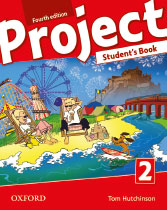 Fourth edition
Project
Student's Book
2
OXFORD
Tom Hutchinson